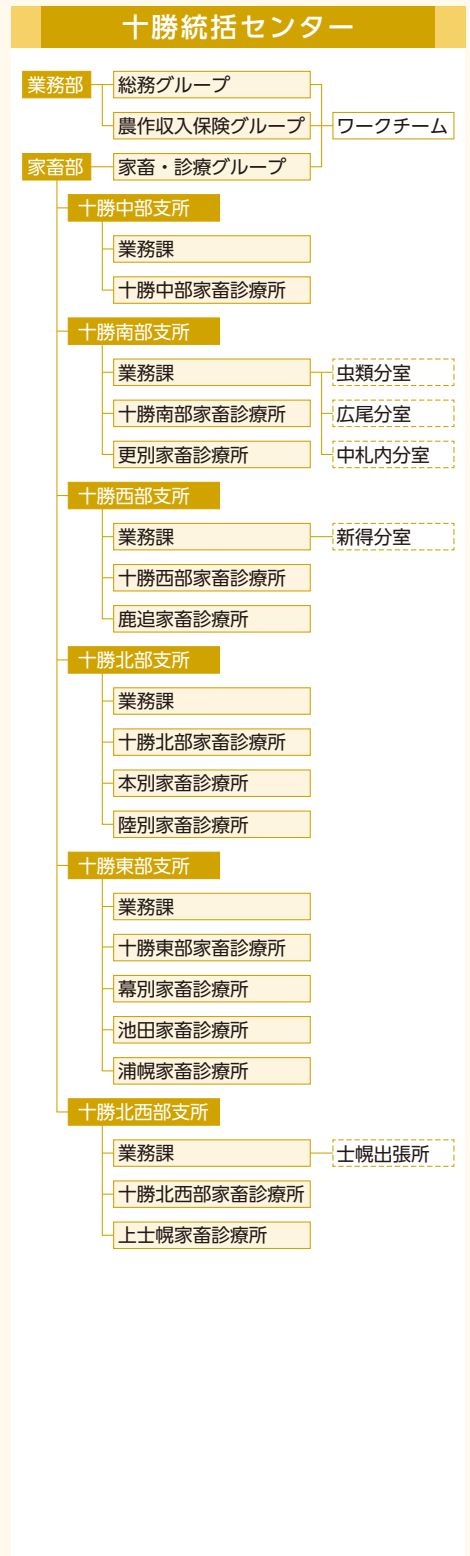 十勝統括センター
業務部
総務グループ
農作収入保険グループ
ワークチーム
家畜部
家畜・診療グループ
十勝中部支所
業務課
十勝中部家畜診療所
十勝南部支所
業務課
虫類分室
十勝南部家畜診療所
広尾分室
更別家畜診療所
中札内分室
十勝西部支所
業務課
新得分室
十勝西部家畜診療所
鹿追家畜診療所
十勝北部支所
業務課
十勝北部家畜診療所
本別家畜診療所
陸別家畜診療所
十勝東部支所
業務課
十勝東部家畜診療所
幕別家畜診療所
池田家畜診療所
浦幌家畜診療所
十勝北西部支所
業務課
士幌出張所
十勝北西部家畜診療所
上士幌家畜診療所